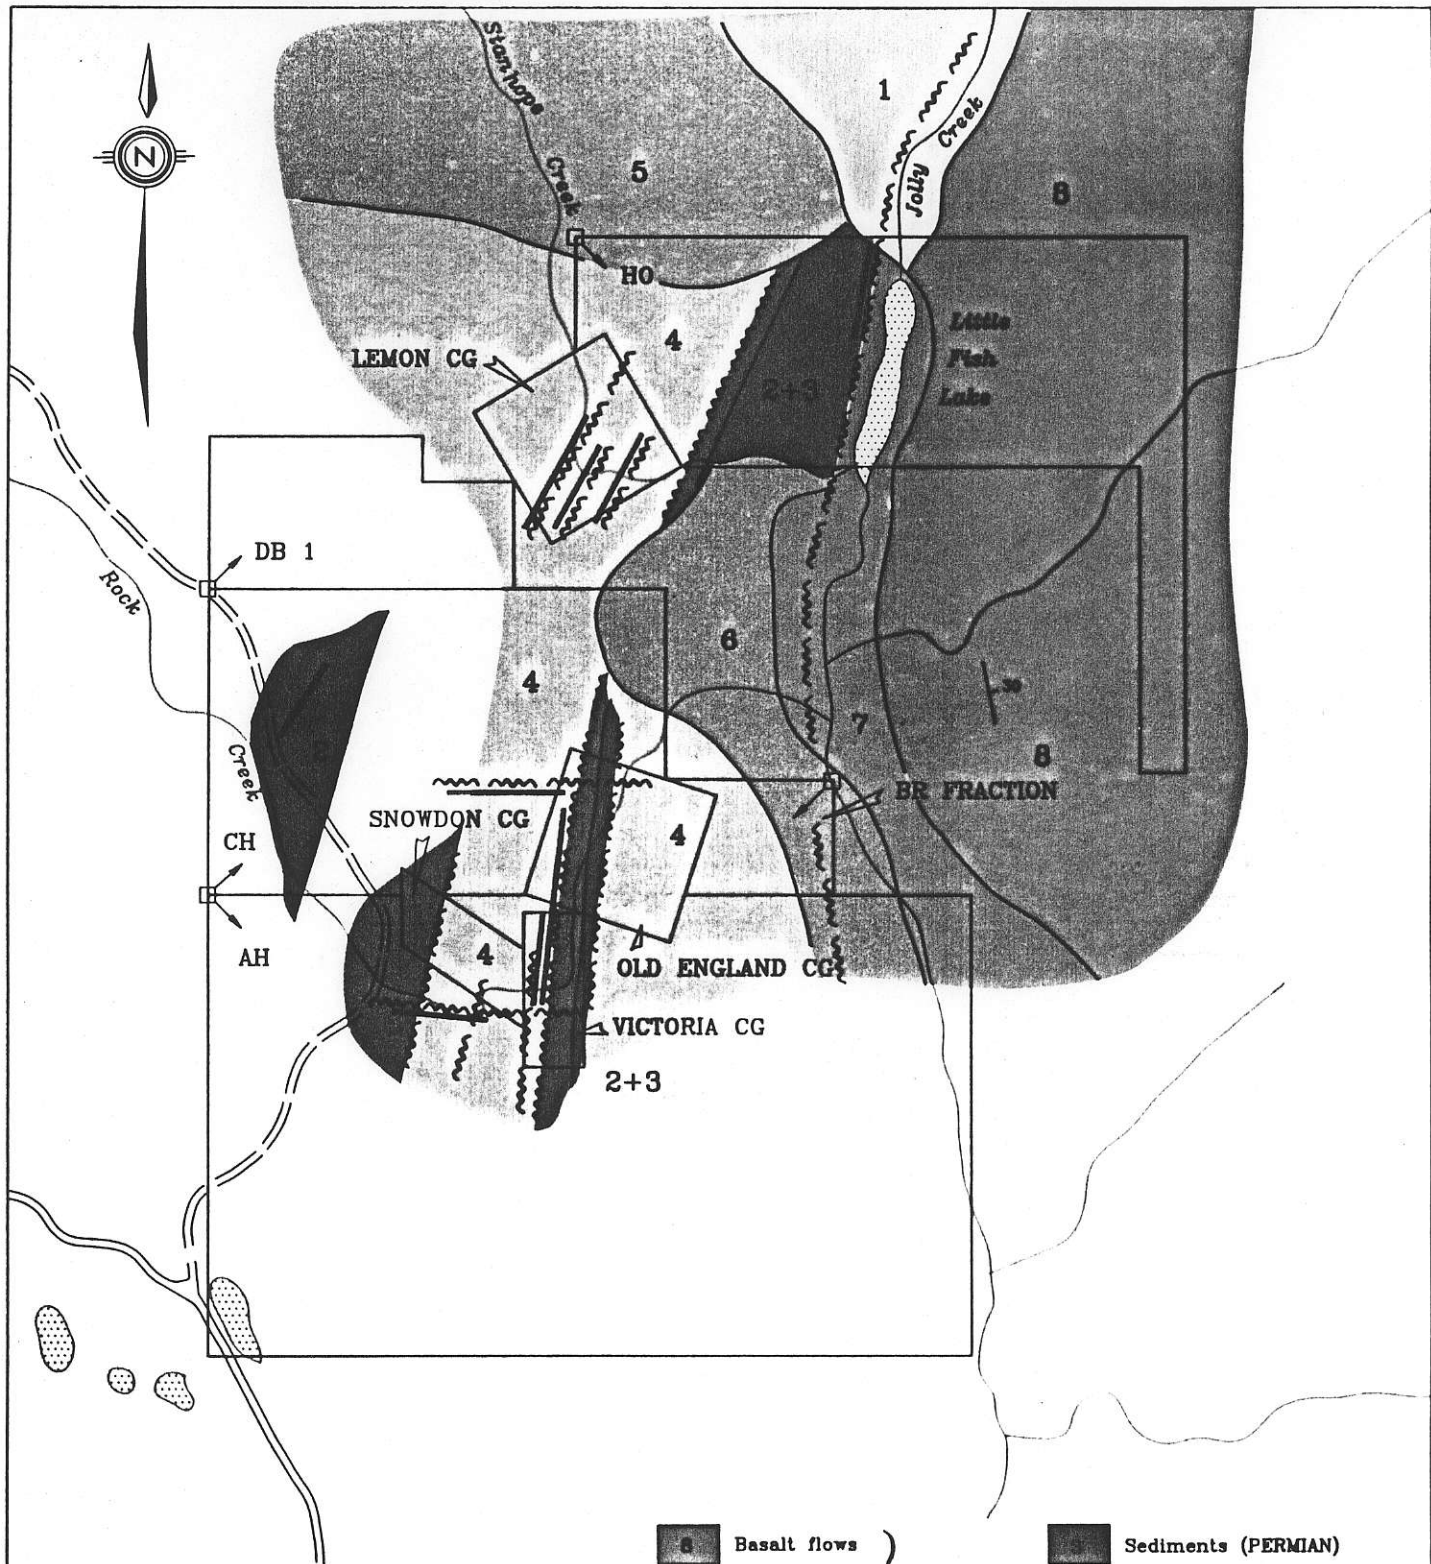 N
Stanhope
Creek
1
Jolly Creek
5
8
HO
Little
Fish
Lake
LEMON CG
4
2+3
DB 1
Rock
Creek
6
4
30
2
7
8
BR FRACTION
SNOWDON CG
4
CH
AH
4
OLD ENGLAND CG
VICTORIA CG
2+3
Basalt flows )
Sediments (PERMIAN)